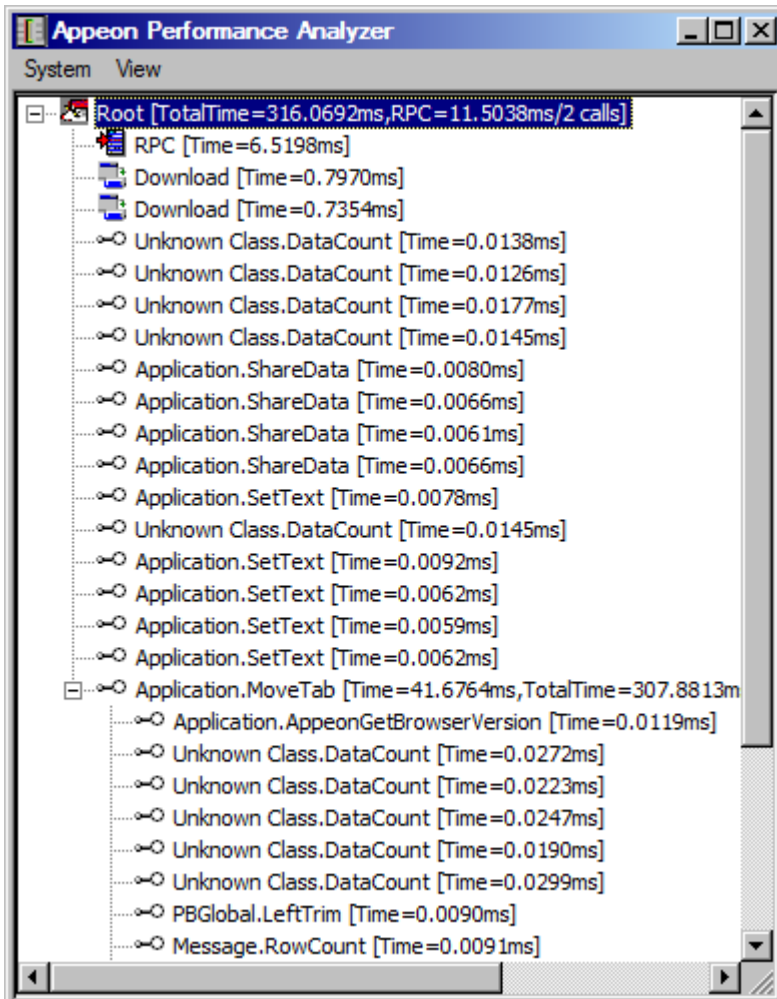 Appeon Performance Analyzer
System View
Root [TotalTime=316.0692ms,RPC=11.5038ms/2 calls]
RPC [Time=6.5198ms]
Download [Time=0.7970ms]
Download [Time=0.7354ms]
Unknown Class.DataCount [Time=0.0138ms]
Unknown Class.DataCount [Time=0.0126ms]
Unknown Class.DataCount [Time=0.0177ms]
Unknown Class.DataCount [Time=0.0145ms]
Application.ShareData [Time=0.0080ms]
Application.ShareData [Time=0.0066ms]
Application.ShareData [Time=0.0061ms]
Application.ShareData [Time=0.0066ms]
Application.SetText [Time=0.0078ms]
Unknown Class.DataCount [Time=0.0145ms]
Application.SetText [Time=0.0092ms]
Application.SetText [Time=0.0062ms]
Application.SetText [Time=0.0059ms]
Application.SetText [Time=0.0062ms]
Application.MoveTab [Time=41.6764ms,TotalTime=307.8813m
Application.AppeonGetBrowserVersion [Time=0.0119ms]
Unknown Class.DataCount [Time=0.0272ms]
Unknown Class.DataCount [Time=0.0223ms]
Unknown Class.DataCount [Time=0.0247ms]
Unknown Class.DataCount [Time=0.0190ms]
Unknown Class.DataCount [Time=0.0299ms]
PBGlobal.LeftTrim [Time=0.0090ms]
Message.RowCount [Time=0.0091ms]